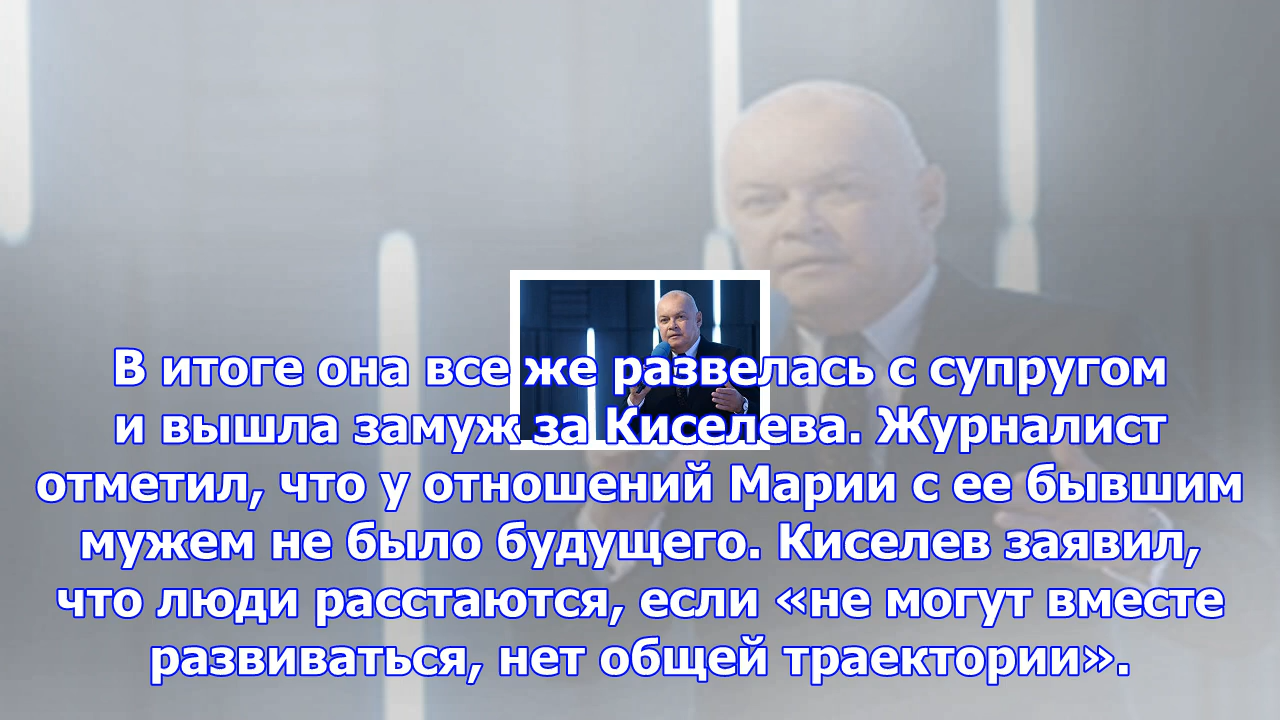 В итоге она все же развелась с супругом
и вышла замуж за Киселева. Журналист
отметил, что у отношений Марии с ее бывшим
мужем не было будущего. Киселев заявил,
что люди расстаются, если «не могут вместе
развиваться, нет общей траектории».